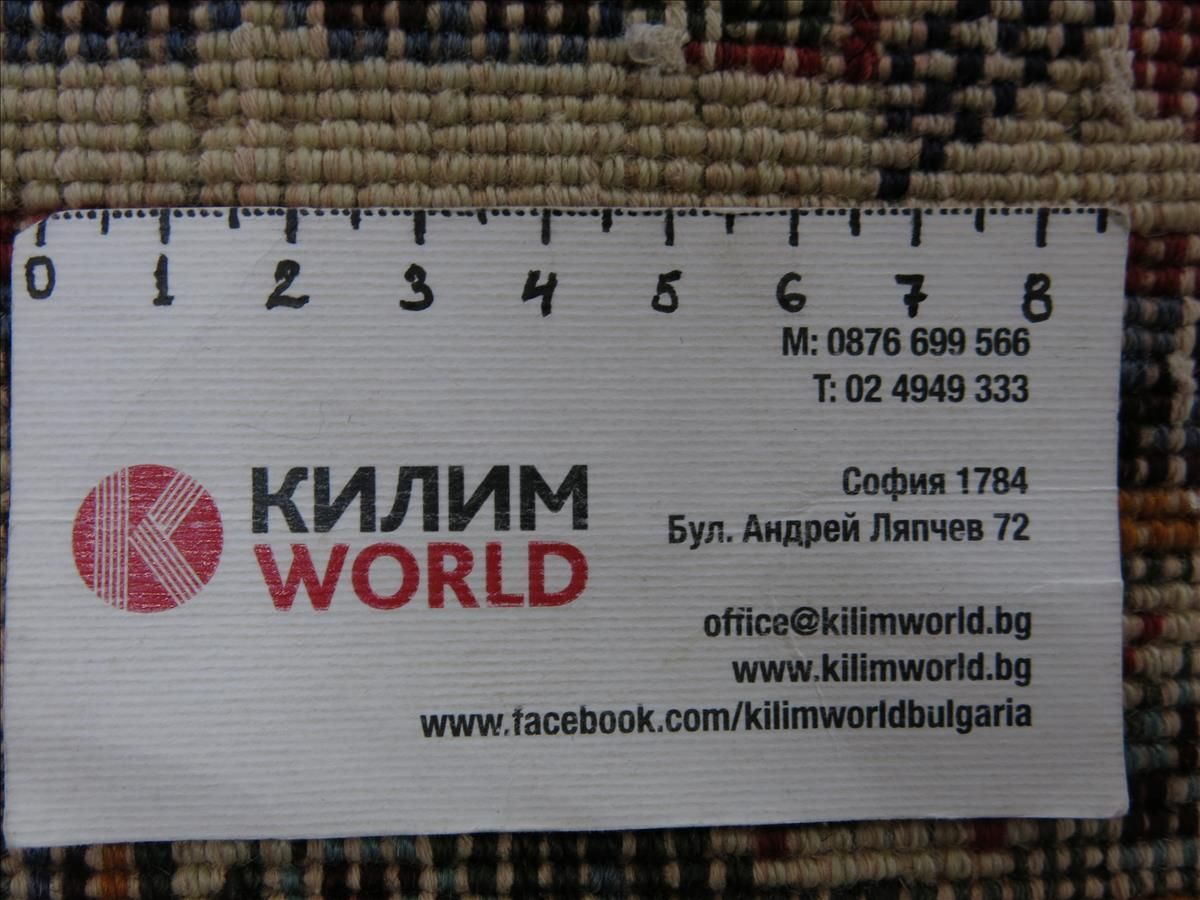 0 1 2 3 4 5 6 7 8
М: 0876 699 566
Т: 02 4949 333
КИЛИМ
WORLD
София 1784
Бул. Андрей Ляпчев 72
office@kilimworld.bg
www.kilimworld.bg
www.facebook.com/kilimworldbulgaria